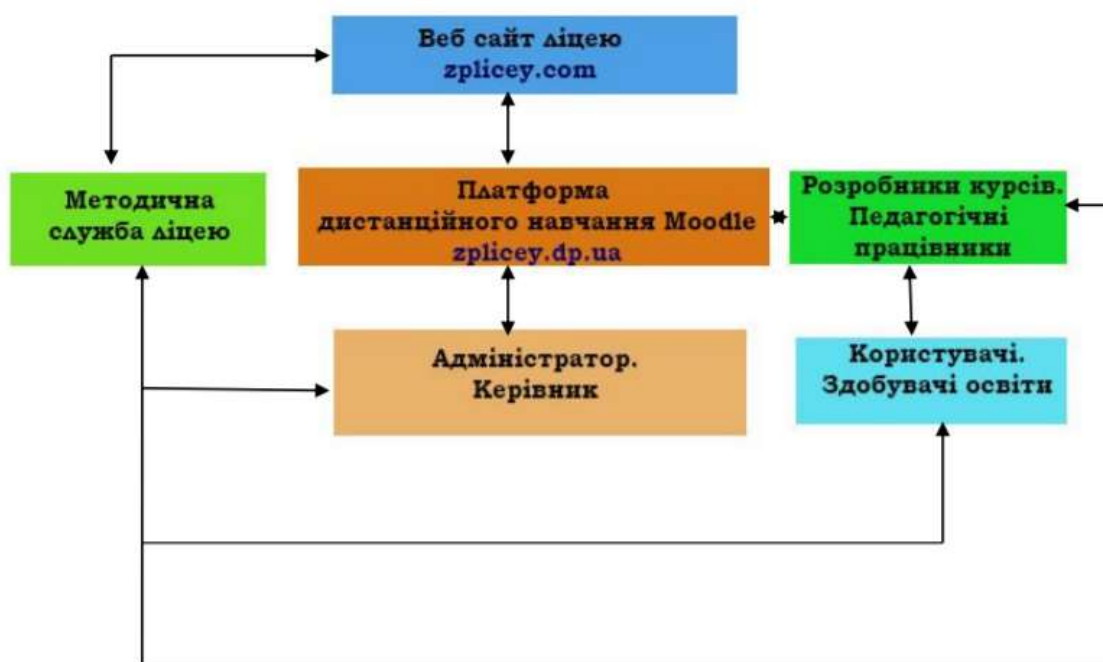 Веб сайт ліцею
zplicey.com
Методична
служба ліцею
Платформа
дистанційного навчання Moodle
zplicey.dp.ua
Розробники курсів.
Педагогічні
працівники
Адміністратор.
Керівник
Користувачі.
Здобувачі освіти